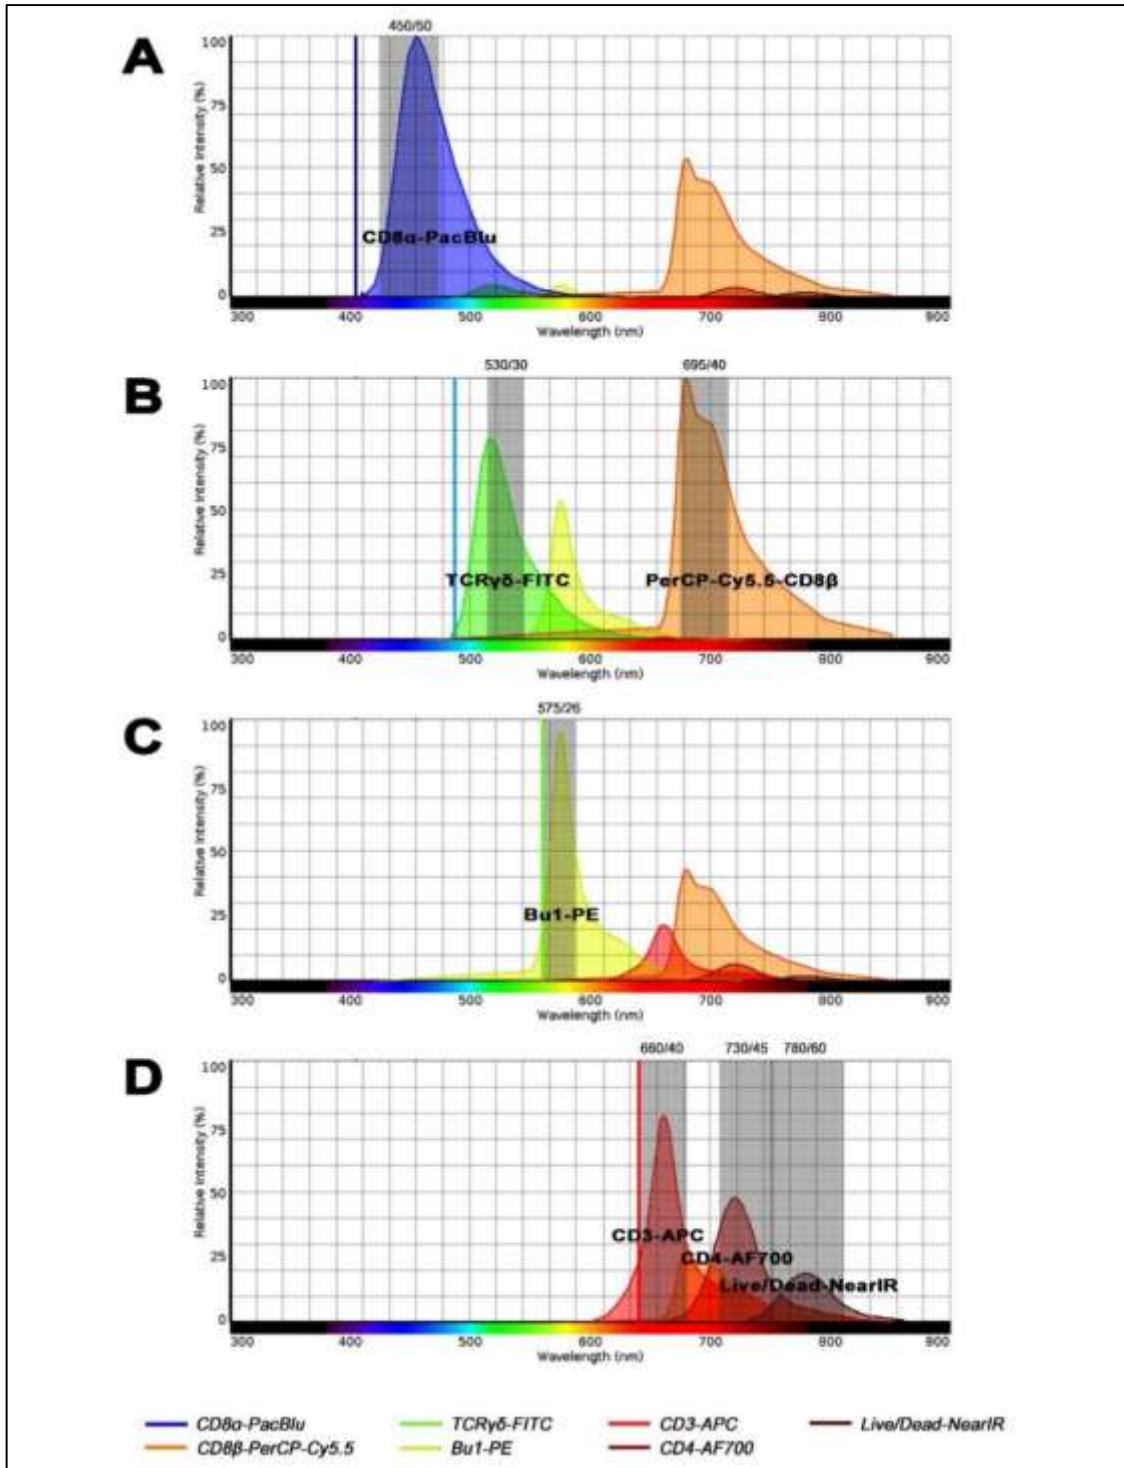 A
450/50
Relative Intensity (%)
100
75
50
25
0
CD8α-PacBlu
300 400 500 600 700 800 900
Wavelength (nm)
B
530/30 695/40
Relative Intensity (%)
100
75
50
25
0
TCRγδ-FITC PerCP-Cy5.5-CD8β
300 400 500 600 700 800 900
Wavelength (nm)
C
575/26
Relative Intensity (%)
100
75
50
25
0
Bu1-PE
300 400 500 600 700 800 900
Wavelength (nm)
D
660/40 730/45 780/60
Relative Intensity (%)
100
75
50
25
0
CD3-APC
CD4-AF700
Live/Dead-NearIR
300 400 500 600 700 800 900
Wavelength (nm)
CD8α-PacBlu TCRγδ-FITC CD3-APC Live/Dead-NearIR
CD8β-PerCP-Cy5.5 Bu1-PE CD4-AF700